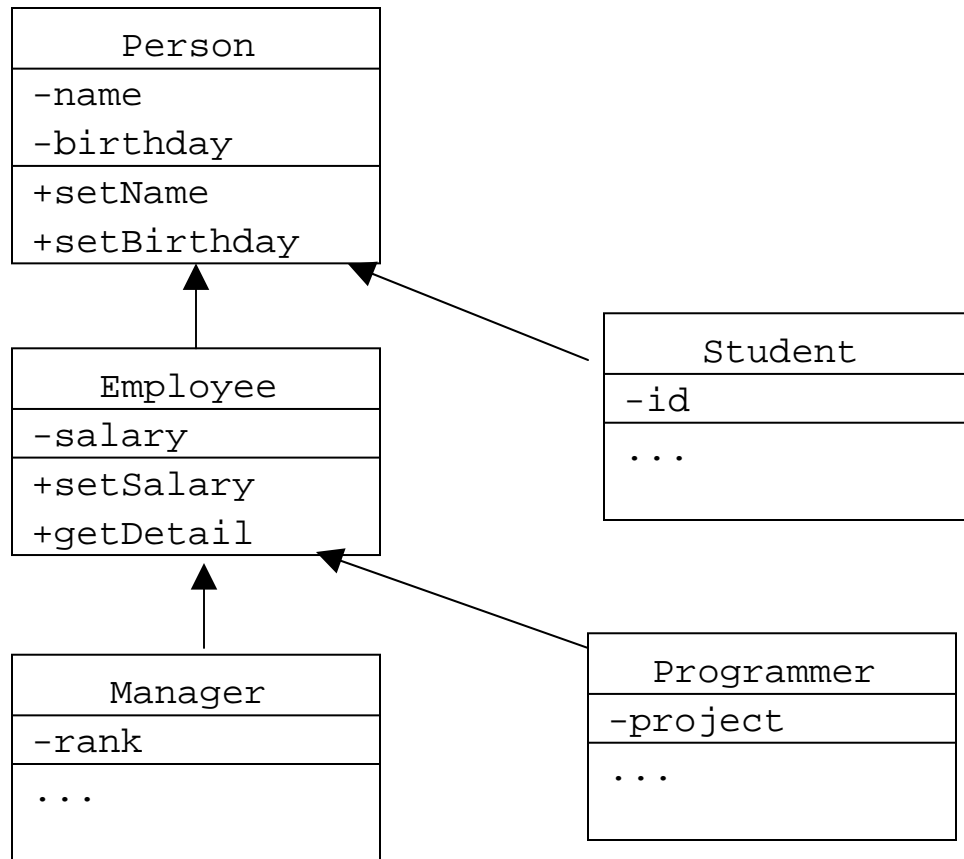 Person
-name
-birthday
+setName
+setBirthday
Employee
-salary
+setSalary
+getDetail
Student
-id
...
Manager
-rank
...
Programmer
-project
...